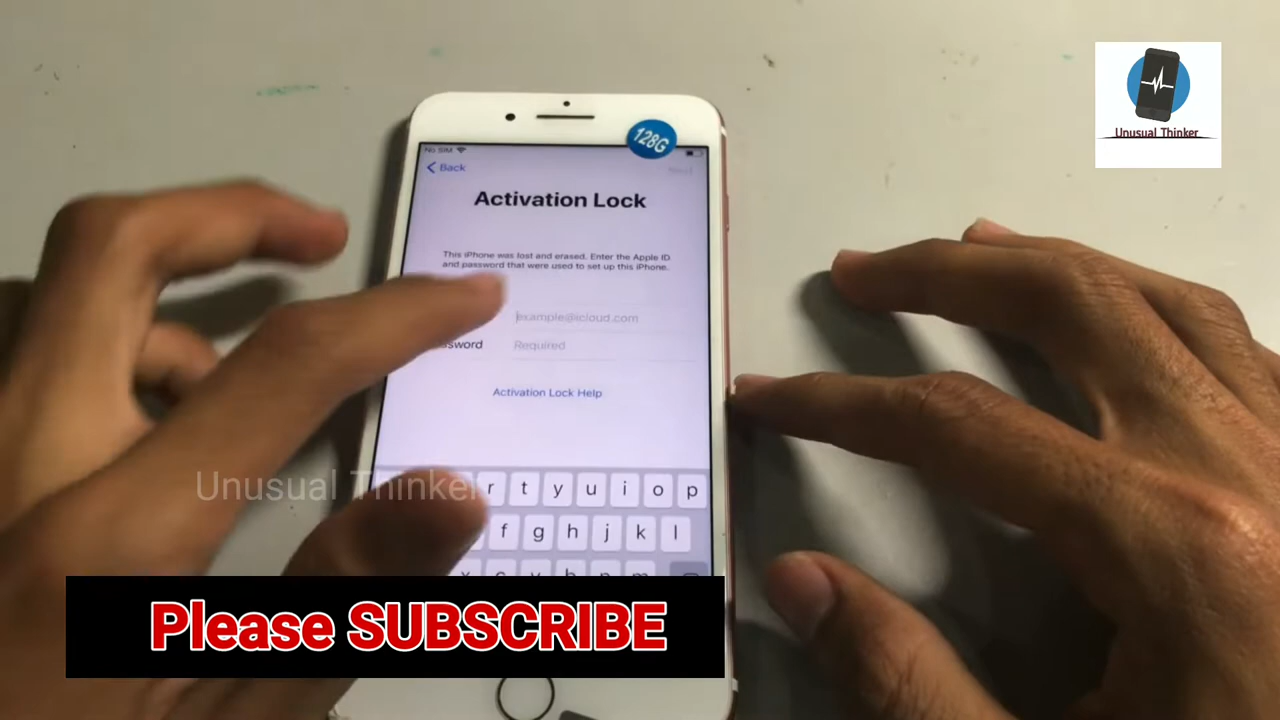 Unusual Thinker
128G
No SIM
Back
Activation Lock
This iPhone was lost and erased. Enter the Apple ID
and password that were used to set up this iPhone.
example@icloud.com
ssword Required
Activation Lock Help
Unusual Thinker
r t y u i o p
f g h j k l
x c v b n m
Please SUBSCRIBE